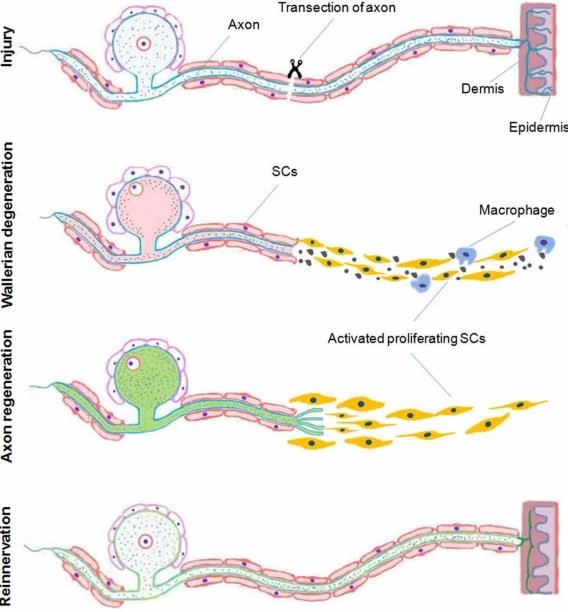 Injury
Transection of axon
Axon
Dermis
Epidermis
Wallerian degeneration
SCs
Macrophage
Activated proliferating SCs
Axon regeneration
Reinnervation